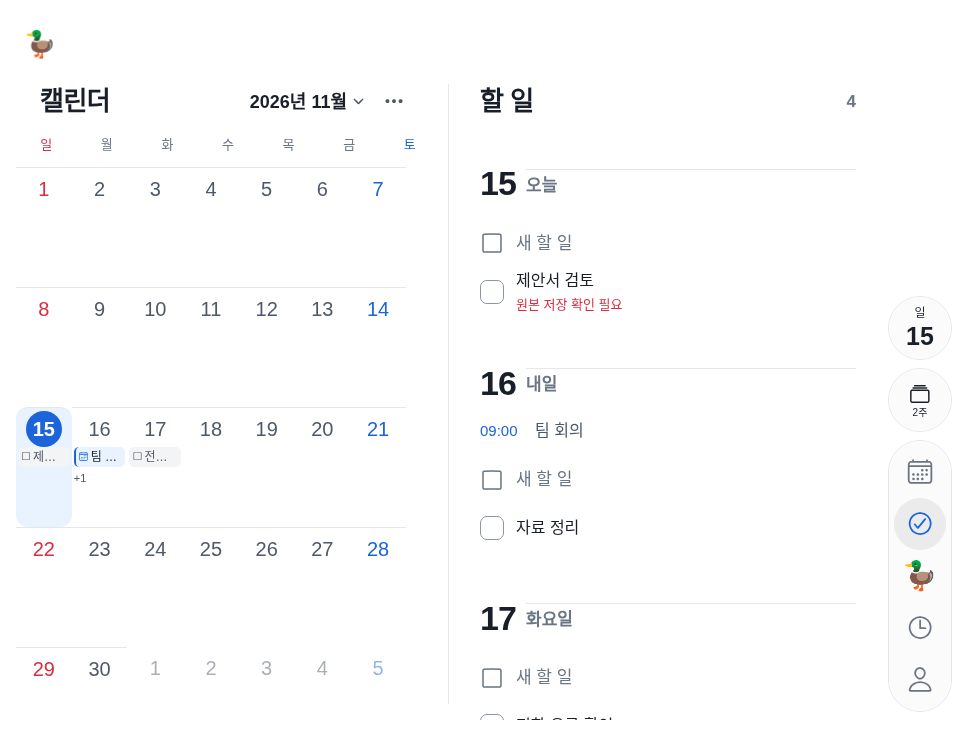 캘린더
2026년 11월
일 월 화 수 목 금 토
1 2 3 4 5 6 7
8 9 10 11 12 13 14
15 16 17 18 19 20 21
제… 팀 … 전…
+1
22 23 24 25 26 27 28
29 30 1 2 3 4 5
할 일
4
15 오늘
새 할 일
제안서 검토
원본 저장 확인 필요
16 내일
09:00 팀 회의
새 할 일
자료 정리
17 화요일
새 할 일
일
15
2주